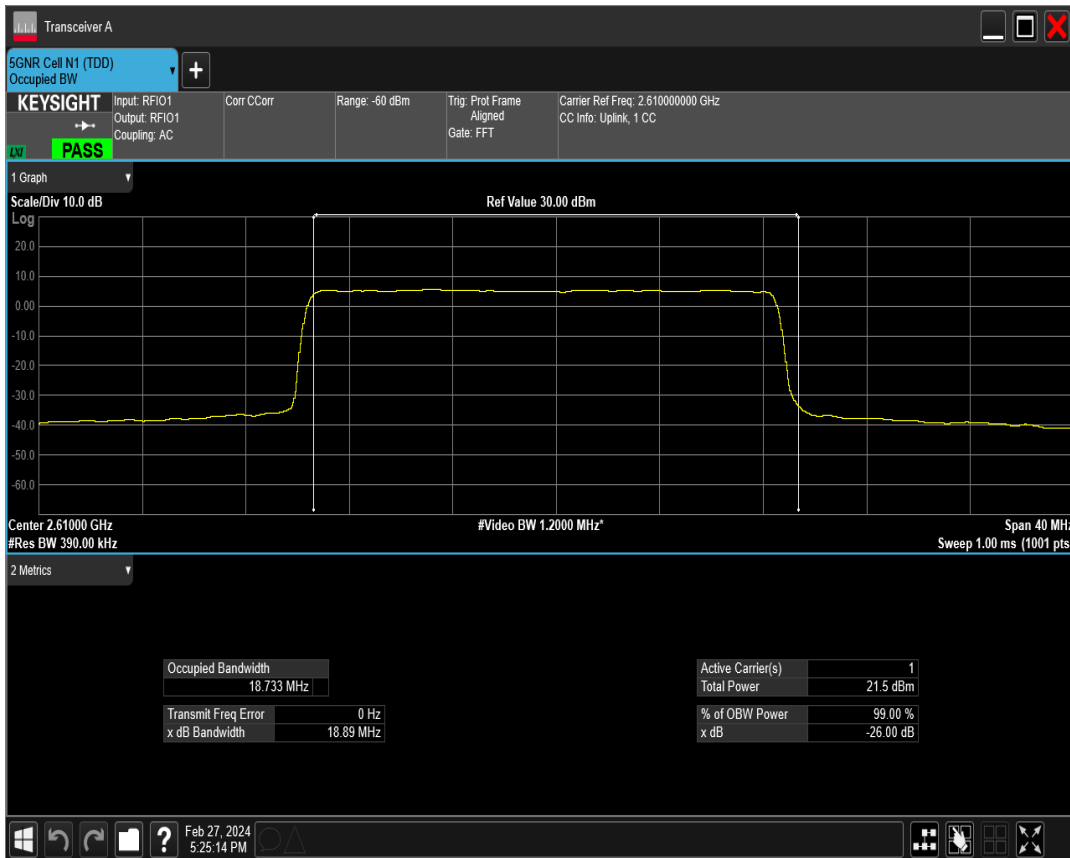 Transceiver A
5GNR Cell N1 (TDD)
Occupied BW
+
KEYSIGHT
LXI
PASS
Input: RFIO1
Output: RFIO1
Coupling: AC
Corr CCorr
Range: -60 dBm
Trig: Prot Frame
Aligned
Gate: FFT
Carrier Ref Freq: 2.610000000 GHz
CC Info: Uplink, 1 CC
1 Graph
Scale/Div 10.0 dB
Ref Value 30.00 dBm
Log
20.0
10.0
0.00
-10.0
-20.0
-30.0
-40.0
-50.0
-60.0
Center 2.61000 GHz
#Video BW 1.2000 MHz*
Span 40 MHz
#Res BW 390.00 kHz
Sweep 1.00 ms (1001 pts
2 Metrics
Occupied Bandwidth
18.733 MHz
Transmit Freq Error 0 Hz
x dB Bandwidth 18.89 MHz
Active Carrier(s) 1
Total Power 21.5 dBm
% of OBW Power 99.00 %
x dB -26.00 dB
?
Feb 27, 2024
5:25:14 PM